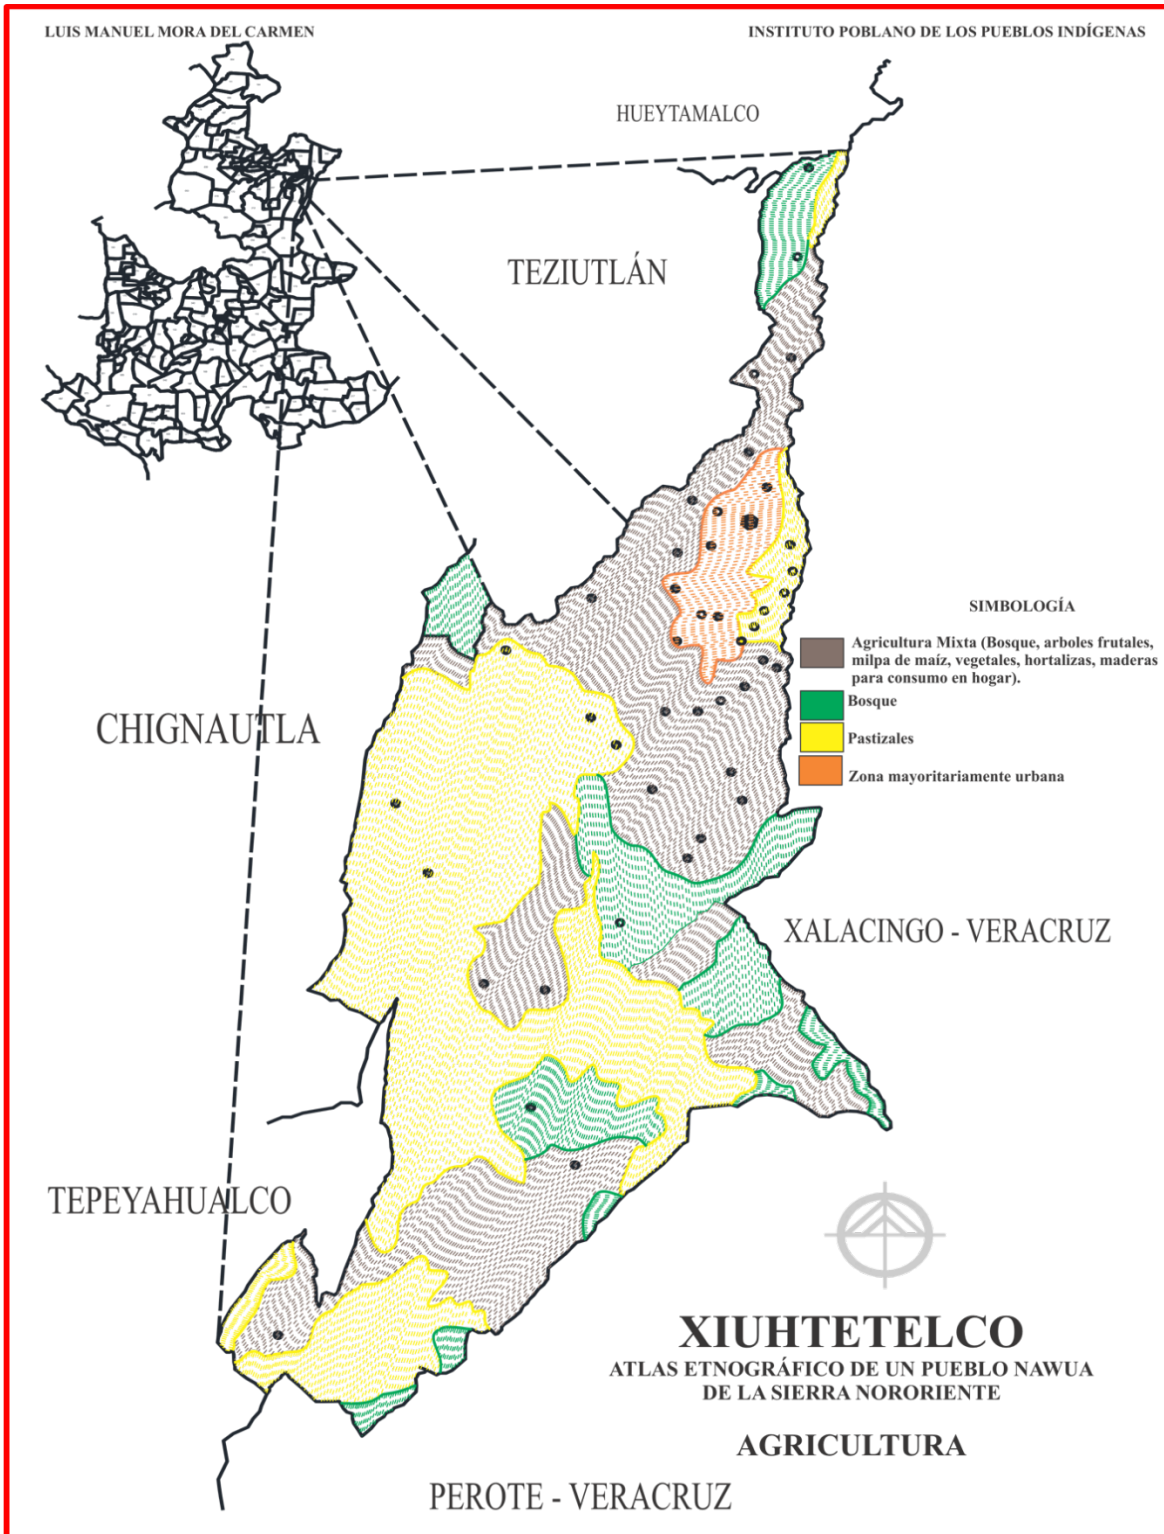 LUIS MANUEL MORA DEL CARMEN
INSTITUTO POBLANO DE LOS PUEBLOS INDÍGENAS
HUEYTAMALCO
TEZIUTLÁN
SIMBOLOGÍA
Agricultura Mixta (Bosque, arboles frutales,
milpa de maíz, vegetales, hortalizas, maderas
para consumo en hogar).
Bosque
Pastizales
Zona mayoritariamente urbana
CHIGNAUTLA
XALACINGO - VERACRUZ
TEPEYAHUALCO
XIUHTETELCO
ATLAS ETNOGRÁFICO DE UN PUEBLO NAWUA
DE LA SIERRA NORORIENTE
AGRICULTURA
PEROTE - VERACRUZ